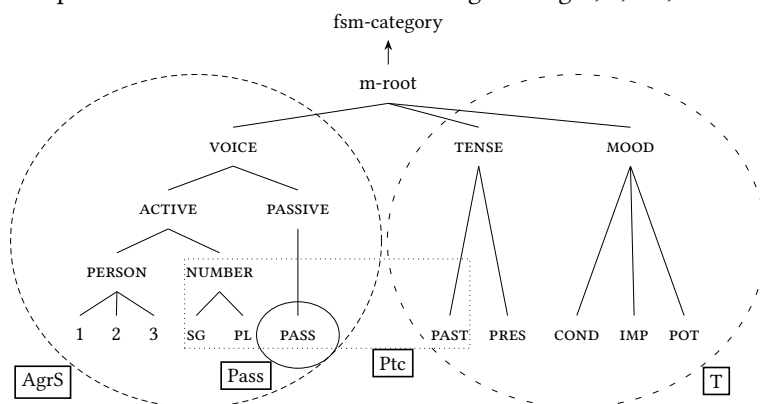 fsm-category
m-root
VOICE TENSE MOOD
ACTIVE PASSIVE
PERSON NUMBER
1 2 3 SG PL PASS PAST PRES COND IMP POT
AgrS Pass Ptc T